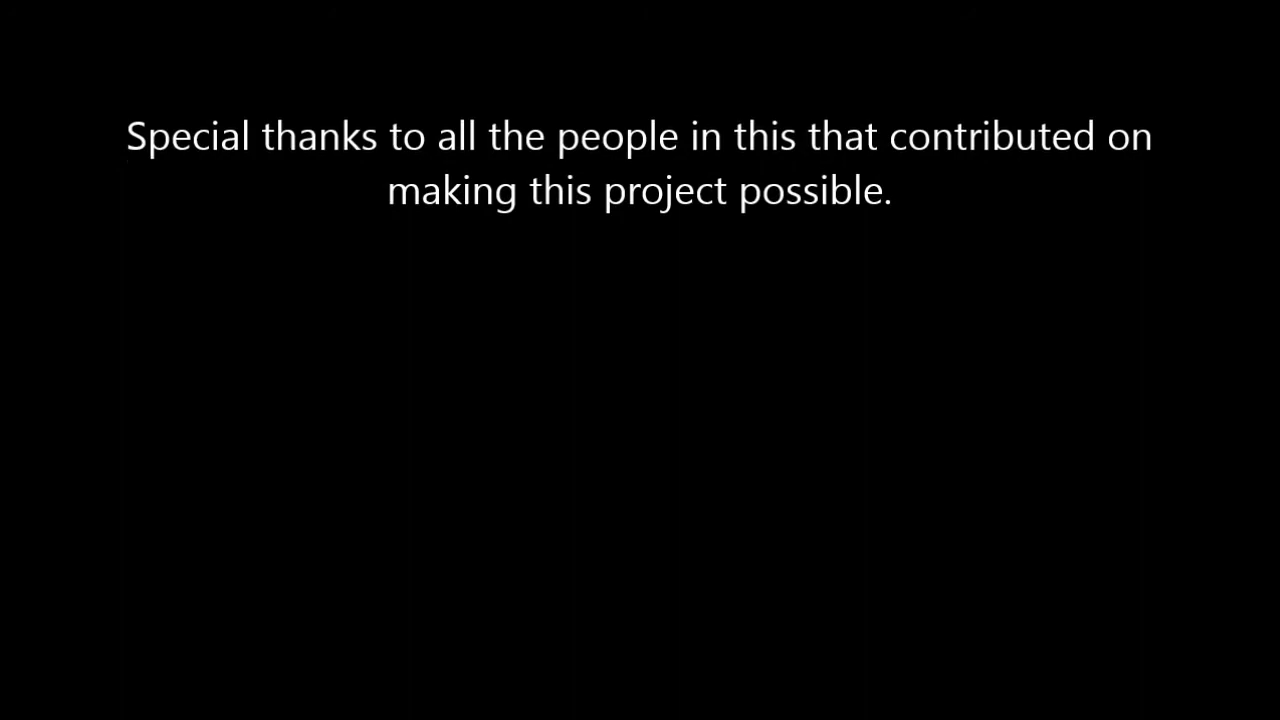 Special thanks to all the people in this that contributed on
making this project possible.